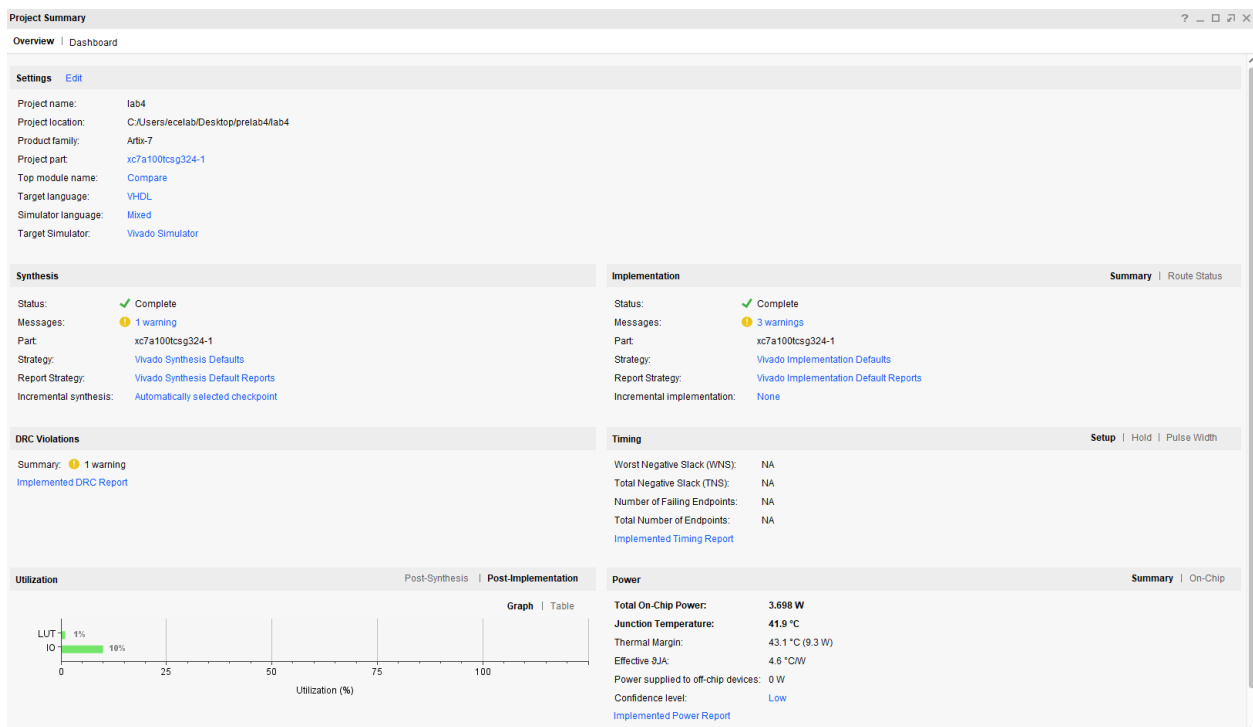 Project Summary
Overview | Dashboard
Settings Edit
Project name: lab4
Project location: C:/Users/ecelab/Desktop/prelab4/lab4
Product family: Artix-7
Project part: xc7a100tcsg324-1
Top module name: Compare
Target language: VHDL
Simulator language: Mixed
Target Simulator: Vivado Simulator
Synthesis
Status: Complete
Messages: 1 warning
Part: xc7a100tcsg324-1
Strategy: Vivado Synthesis Defaults
Report Strategy: Vivado Synthesis Default Reports
Incremental synthesis: Automatically selected checkpoint
Implementation Summary | Route Status
Status: Complete
Messages: 3 warnings
Part: xc7a100tcsg324-1
Strategy: Vivado Implementation Defaults
Report Strategy: Vivado Implementation Default Reports
Incremental implementation: None
DRC Violations
Summary: 1 warning
Implemented DRC Report
Timing Setup | Hold | Pulse Width
Worst Negative Slack (WNS): NA
Total Negative Slack (TNS): NA
Number of Failing Endpoints: NA
Total Number of Endpoints: NA
Implemented Timing Report
Utilization Post-Synthesis | Post-Implementation
Graph | Table
LUT 1%
IO 10%
0 25 50 75 100
Utilization (%)
Power Summary | On-Chip
Total On-Chip Power: 3.698 W
Junction Temperature: 41.9 °C
Thermal Margin: 43.1 °C (9.3 W)
Effective ϑJA: 4.6 °C/W
Power supplied to off-chip devices: 0 W
Confidence level: Low
Implemented Power Report